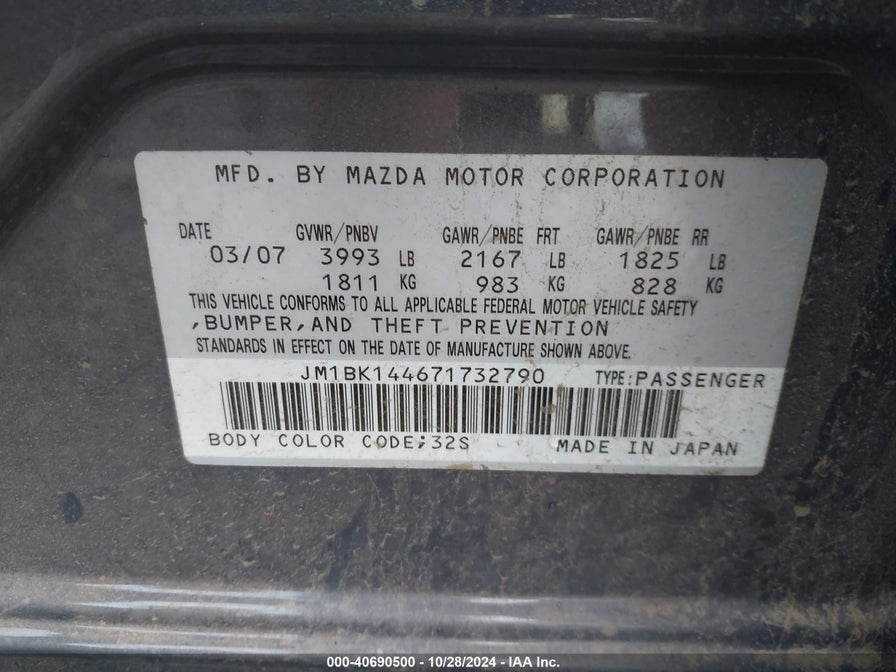 MFD. BY MAZDA MOTOR CORPORATION
DATE GVWR/PNBV GAWR/PNBE FRT GAWR/PNBE RR
03/07 3993 LB 2167 LB 1825 LB
1811 KG 983 KG 828 KG
THIS VEHICLE CONFORMS TO ALL APPLICABLE FEDERAL MOTOR VEHICLE SAFETY
,BUMPER,AND THEFT PREVENTION
STANDARDS IN EFFECT ON THE DATE OF MANUFACTURE SHOWN ABOVE.
JM1BK144671732790 TYPE:PASSENGER
BODY COLOR CODE;32S MADE IN JAPAN
000-40690500 - 10/28/2024 - IAA Inc.